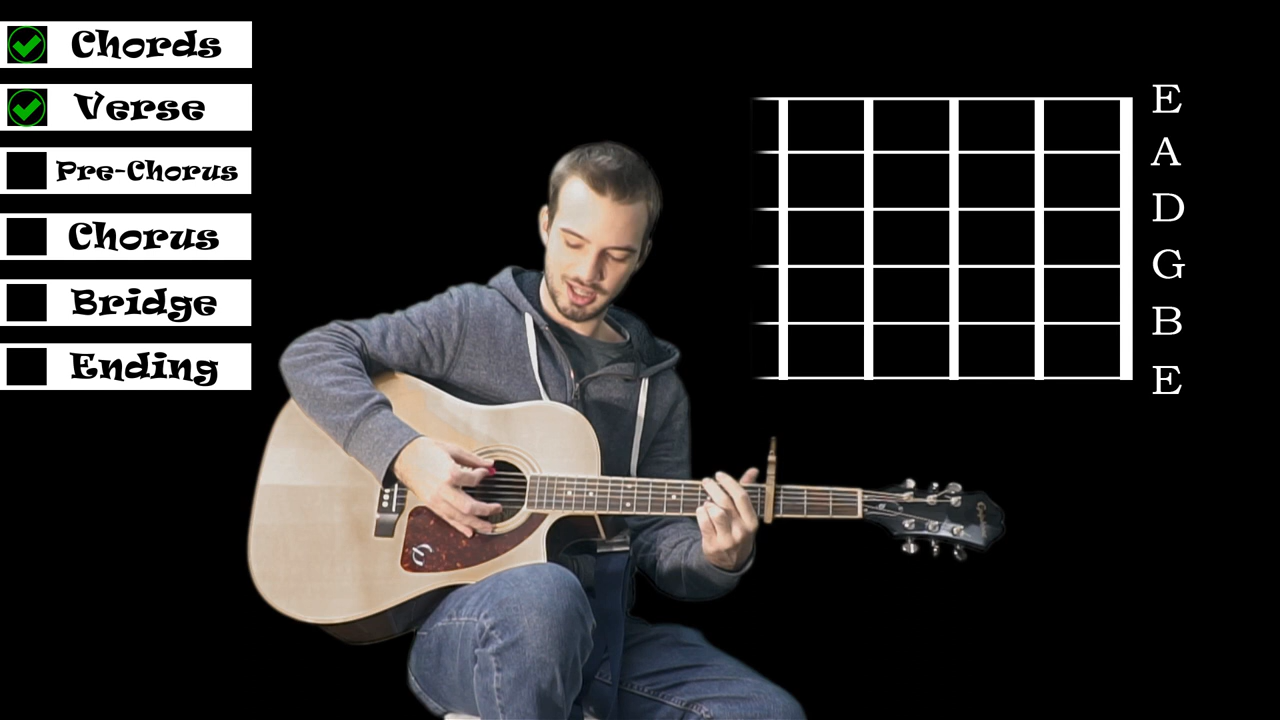 Chords
Verse
Pre-Chorus
Chorus
Bridge
Ending
E
A
D
G
B
E